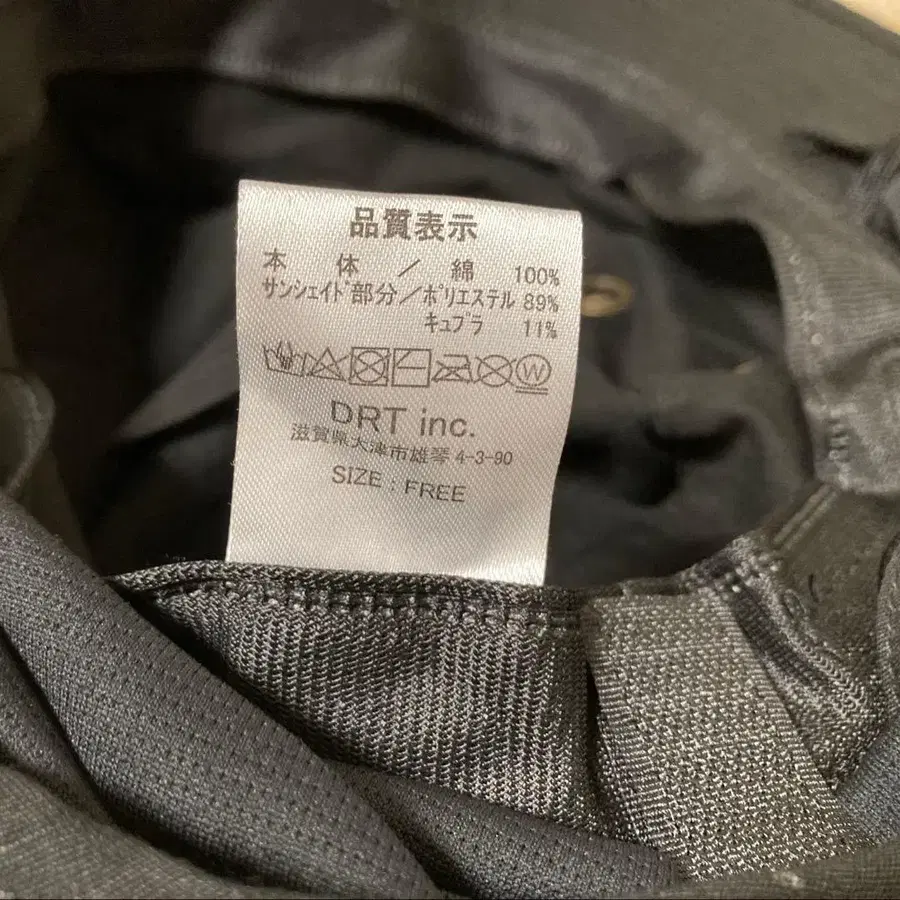 品質表示
本 体 / 綿 100%
サンシェイド部分/ポリエステル 89%
キュプラ 11%
W
DRT inc.
滋賀県大津市雄琴 4-3-90
SIZE : FREE